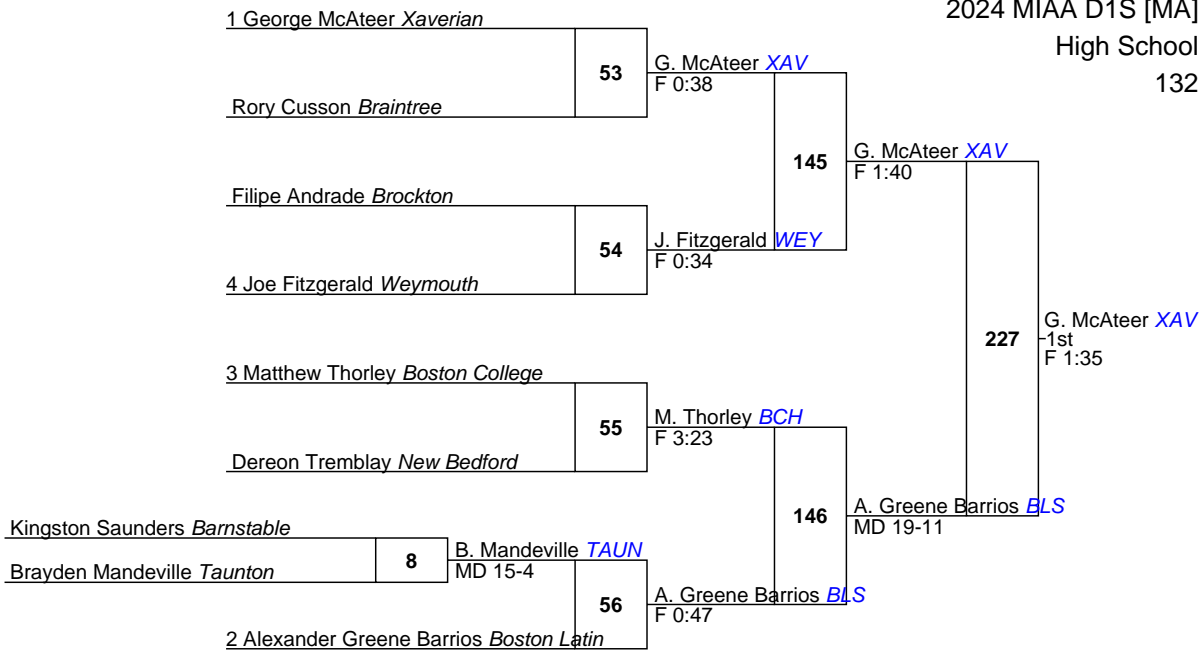 2024 MIAA D1S [MA]
High School
132
1 George McAteer Xaverian
53
G. McAteer XAV
F 0:38
Rory Cusson Braintree
145
G. McAteer XAV
F 1:40
Filipe Andrade Brockton
54
J. Fitzgerald WEY
F 0:34
4 Joe Fitzgerald Weymouth
227
G. McAteer XAV
1st
F 1:35
3 Matthew Thorley Boston College
55
M. Thorley BCH
F 3:23
Dereon Tremblay New Bedford
146
A. Greene Barrios BLS
MD 19-11
Kingston Saunders Barnstable
8
B. Mandeville TAUN
MD 15-4
Brayden Mandeville Taunton
56
A. Greene Barrios BLS
F 0:47
2 Alexander Greene Barrios Boston Latin